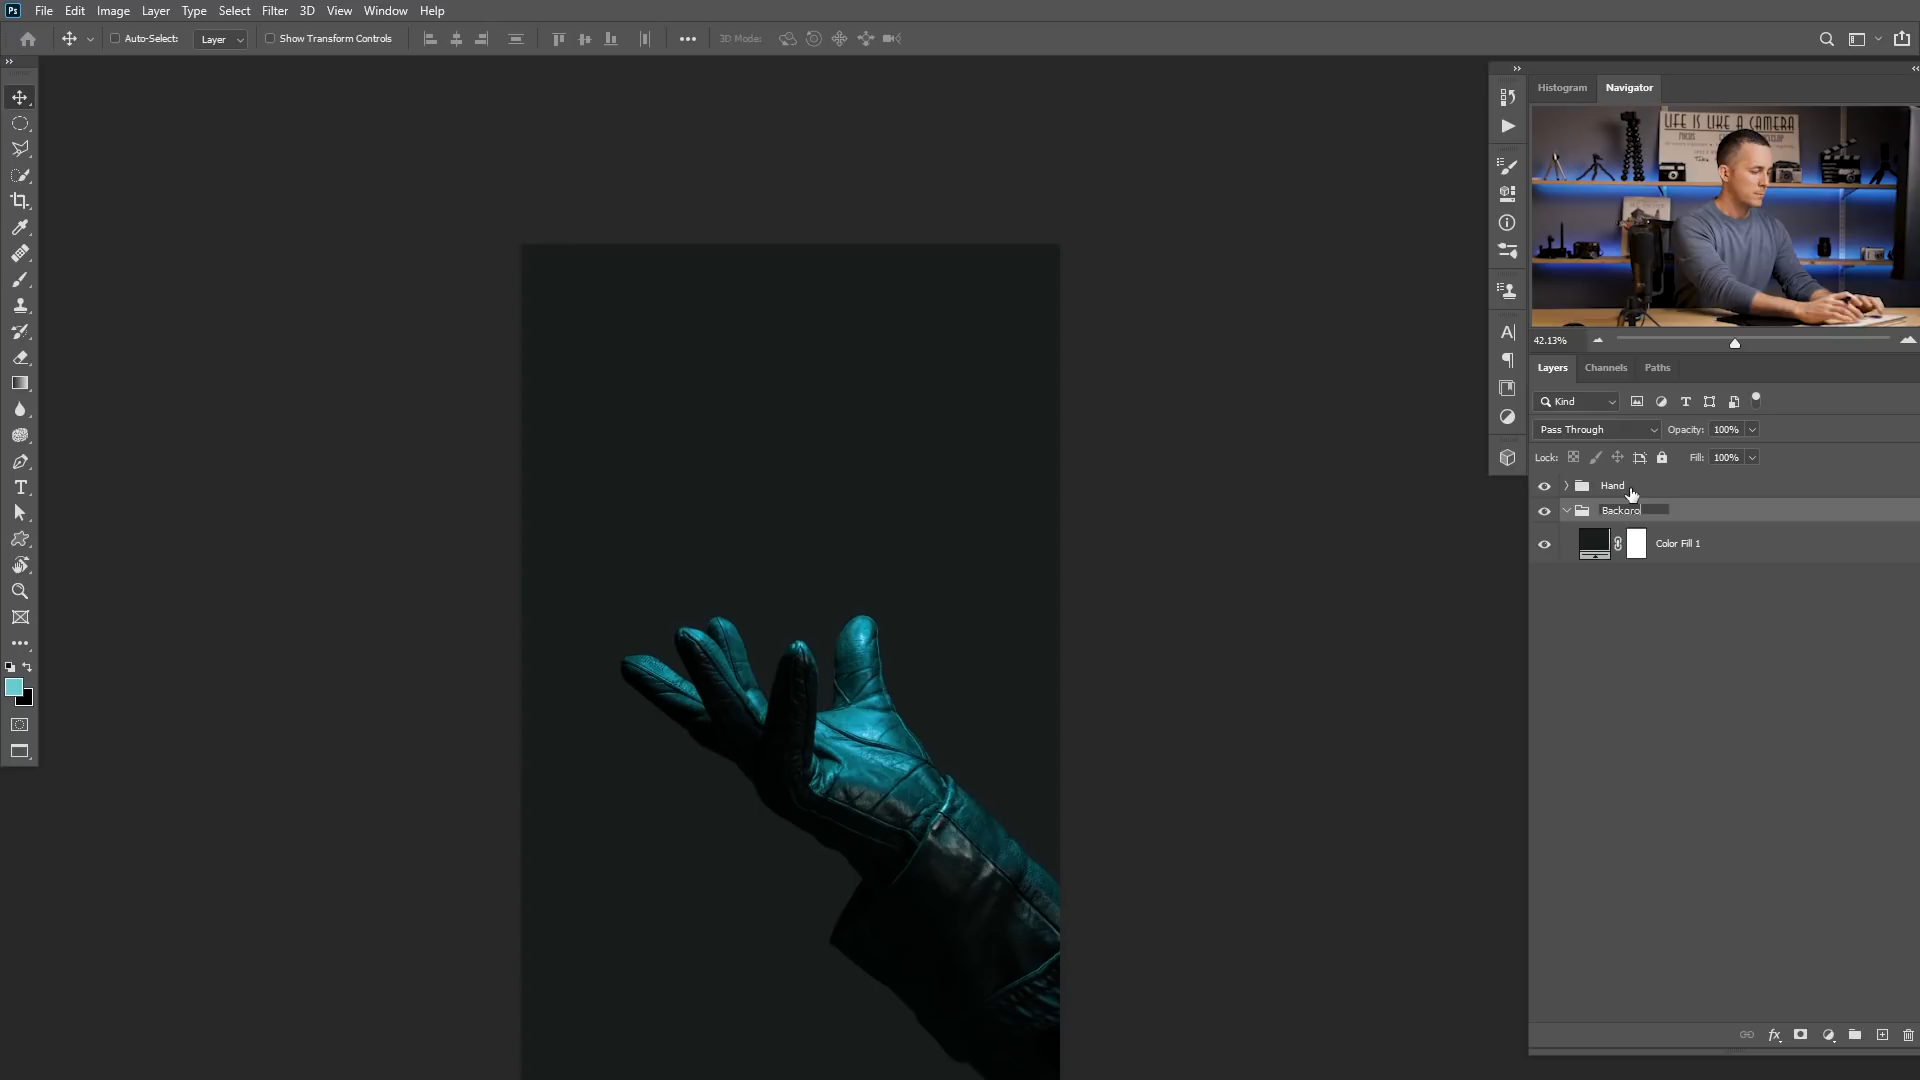 Ps File Edit Image Layer Type Select Filter 3D View Window Help
Auto-Select: Layer Show Transform Controls 3D Mode:
Histogram Navigator
LIFE IS LIKE A CAMERA
42.13%
Layers Channels Paths
Kind
Pass Through Opacity: 100%
Lock: Fill: 100%
Hand
Backgro
Color Fill 1
fx